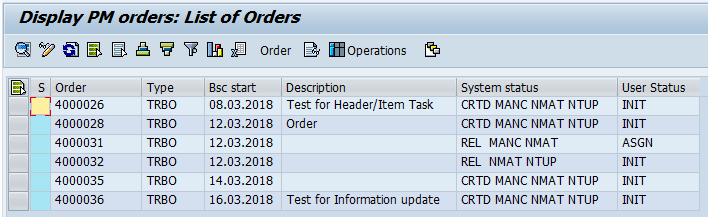 Display PM orders: List of Orders
Order Operations
S Order Type Bsc start Description System status User Status
4000026 TRBO 08.03.2018 Test for Header/Item Task CRTD MANC NMAT NTUP INIT
4000028 TRBO 12.03.2018 Order CRTD MANC NMAT NTUP INIT
4000031 TRBO 12.03.2018 REL MANC NMAT ASGN
4000032 TRBO 12.03.2018 REL NMAT NTUP INIT
4000035 TRBO 14.03.2018 CRTD MANC NMAT NTUP INIT
4000036 TRBO 16.03.2018 Test for Information update CRTD MANC NMAT NTUP INIT